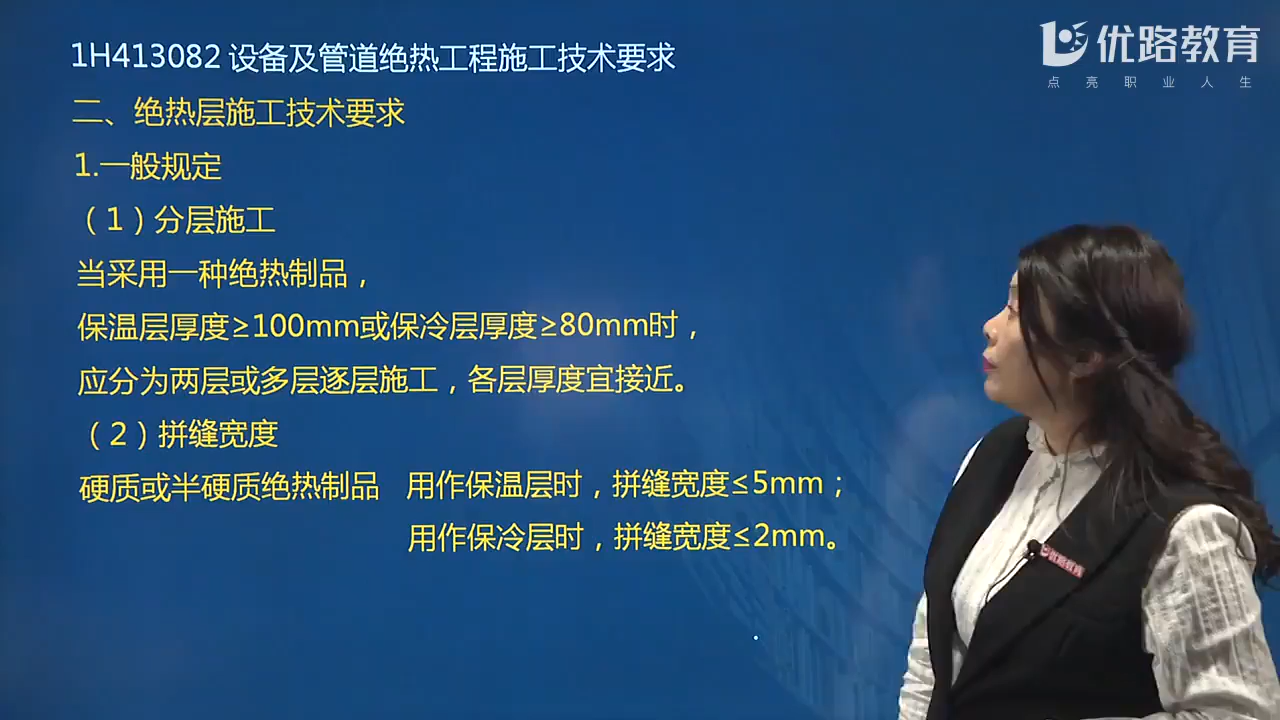 1H413082 设备及管道绝热工程施工技术要求
优路教育
点亮职业人生
二、绝热层施工技术要求
1.一般规定
（1）分层施工
当采用一种绝热制品，
保温层厚度≥100mm或保冷层厚度≥80mm时，
应分为两层或多层逐层施工，各层厚度宜接近。
（2）拼缝宽度
硬质或半硬质绝热制品 用作保温层时，拼缝宽度≤5mm；
用作保冷层时，拼缝宽度≤2mm。
优路教育